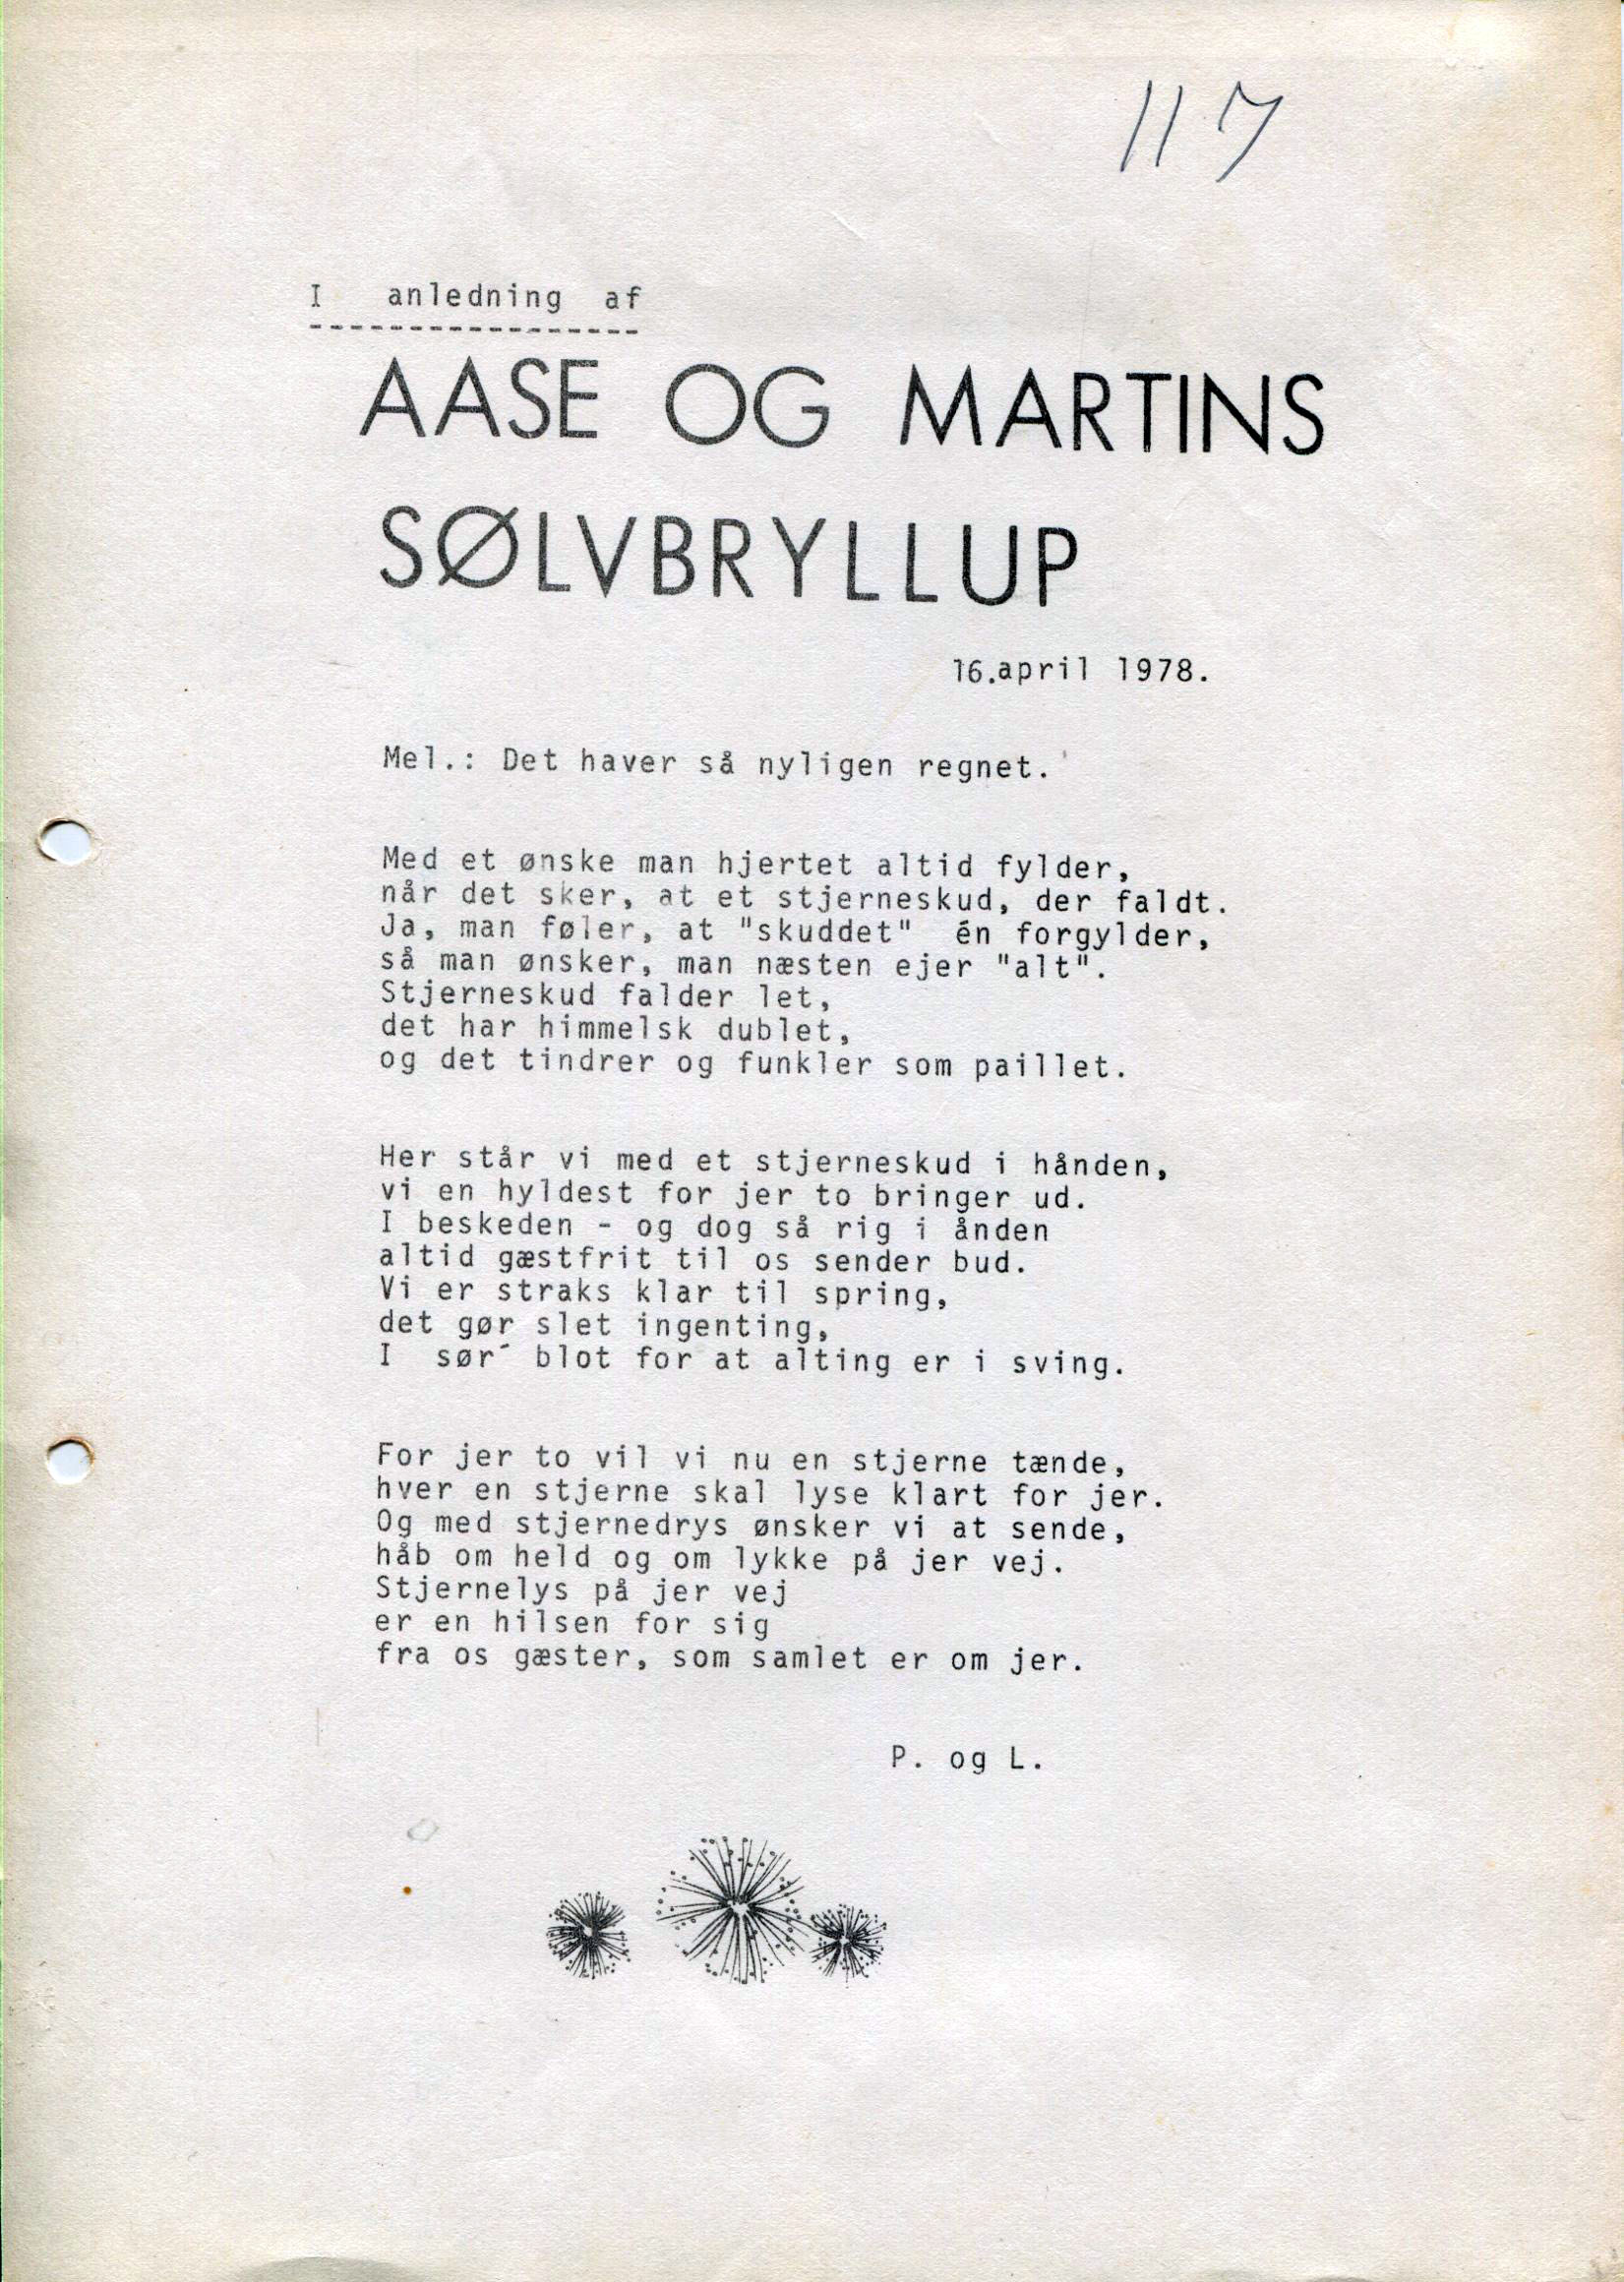 117
I anledning af
AASE OG MARTINS
SØLVBRYLLUP
16.april 1978.
Mel.: Det haver så nyligen regnet.
Med et ønske man hjertet altid fylder,
når det sker, at et stjerneskud, der faldt.
Ja, man føler, at "skuddet" én forgylder,
så man ønsker, man næsten ejer "alt".
Stjerneskud falder let,
det har himmelsk dublet,
og det tindrer og funkler som paillet.
Her står vi med et stjerneskud i hånden,
vi en hyldest for jer to bringer ud.
I beskeden - og dog så rig i ånden
altid gæstfrit til os sender bud.
Vi er straks klar til spring,
det gør slet ingenting,
I sør´ blot for at alting er i sving.
For jer to vil vi nu en stjerne tænde,
hver en stjerne skal lyse klart for jer.
Og med stjernedrys ønsker vi at sende,
håb om held og om lykke på jer vej.
Stjernelys på jer vej
er en hilsen for sig
fra os gæster, som samlet er om jer.
P. og L.